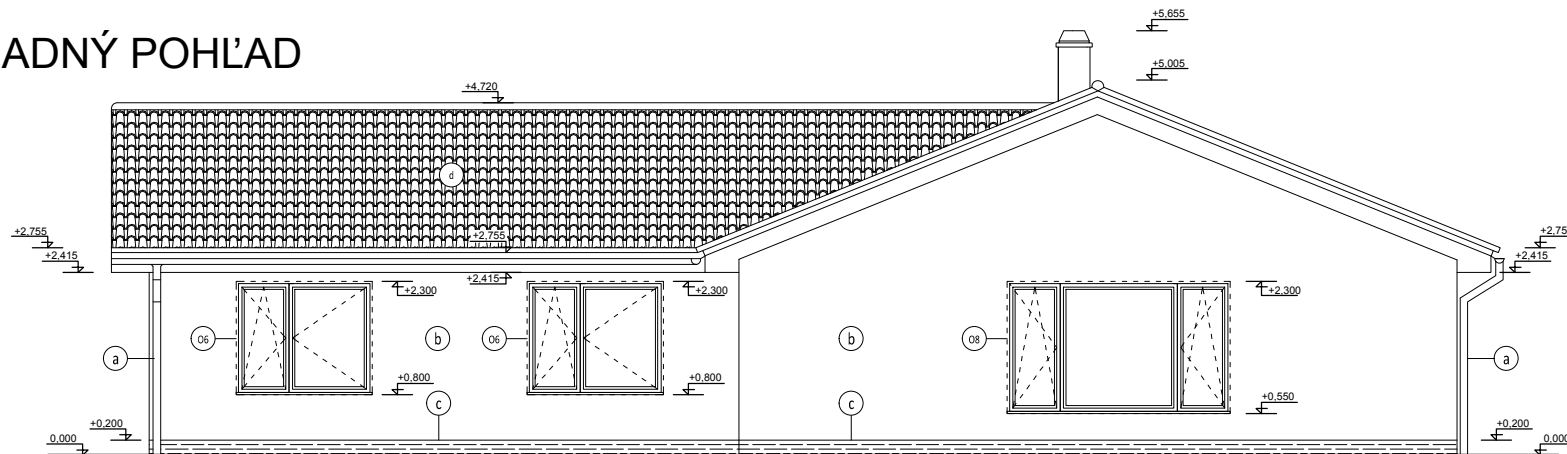 ADNÝ POHĽAD
+5,655
+5,005
+4,720
d
+2,755
+2,755
+2,75
+2,415
+2,415
+2,415
+2,300
+2,300
+2,300
O6
b
O6
b
O8
a
a
+0,800
+0,800
c
c
+0,550
+0,200
+0,200
0,000
0,000